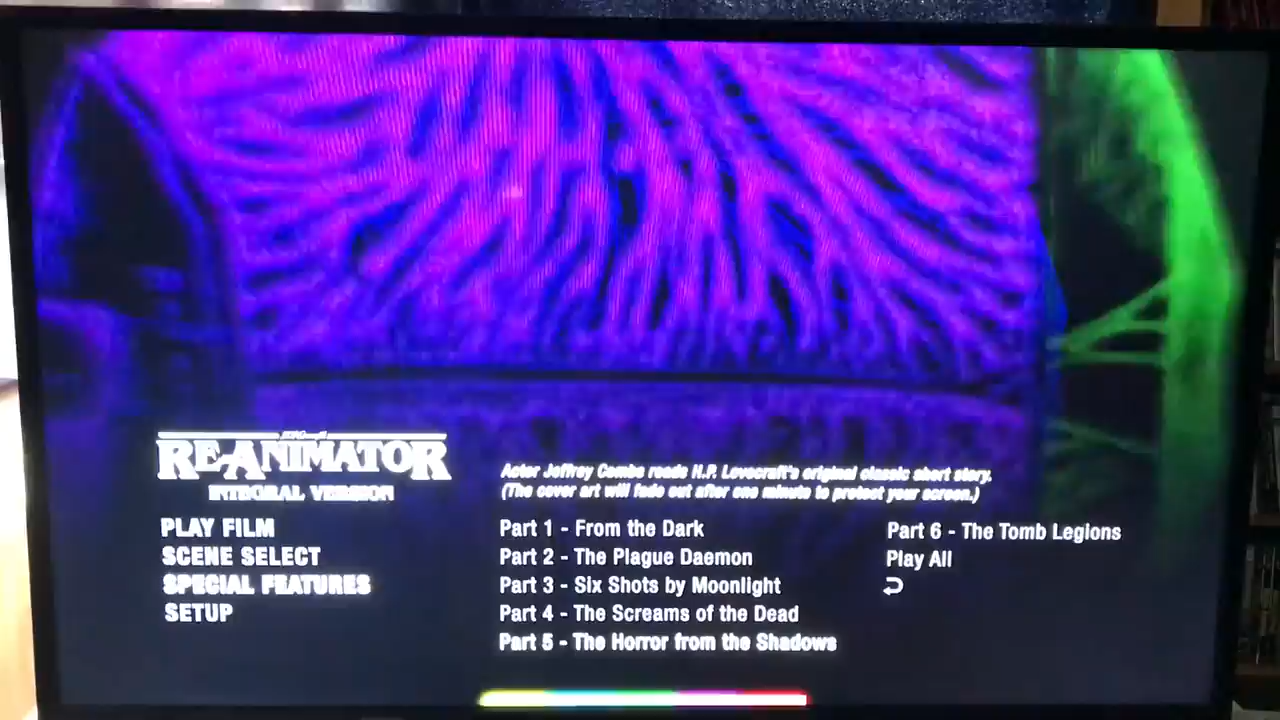 RE-ANIMATOR
INTEGRAL VERSION
PLAY FILM
SCENE SELECT
SPECIAL FEATURES
SETUP
Actor Jeffrey Combs reads H.P. Lovecraft's original classic short story.
(The cover art will fade out after one minute to protect your screen.)
Part 1 - From the Dark
Part 2 - The Plague Daemon
Part 3 - Six Shots by Moonlight
Part 4 - The Screams of the Dead
Part 5 - The Horror from the Shadows
Part 6 - The Tomb Legions
Play All